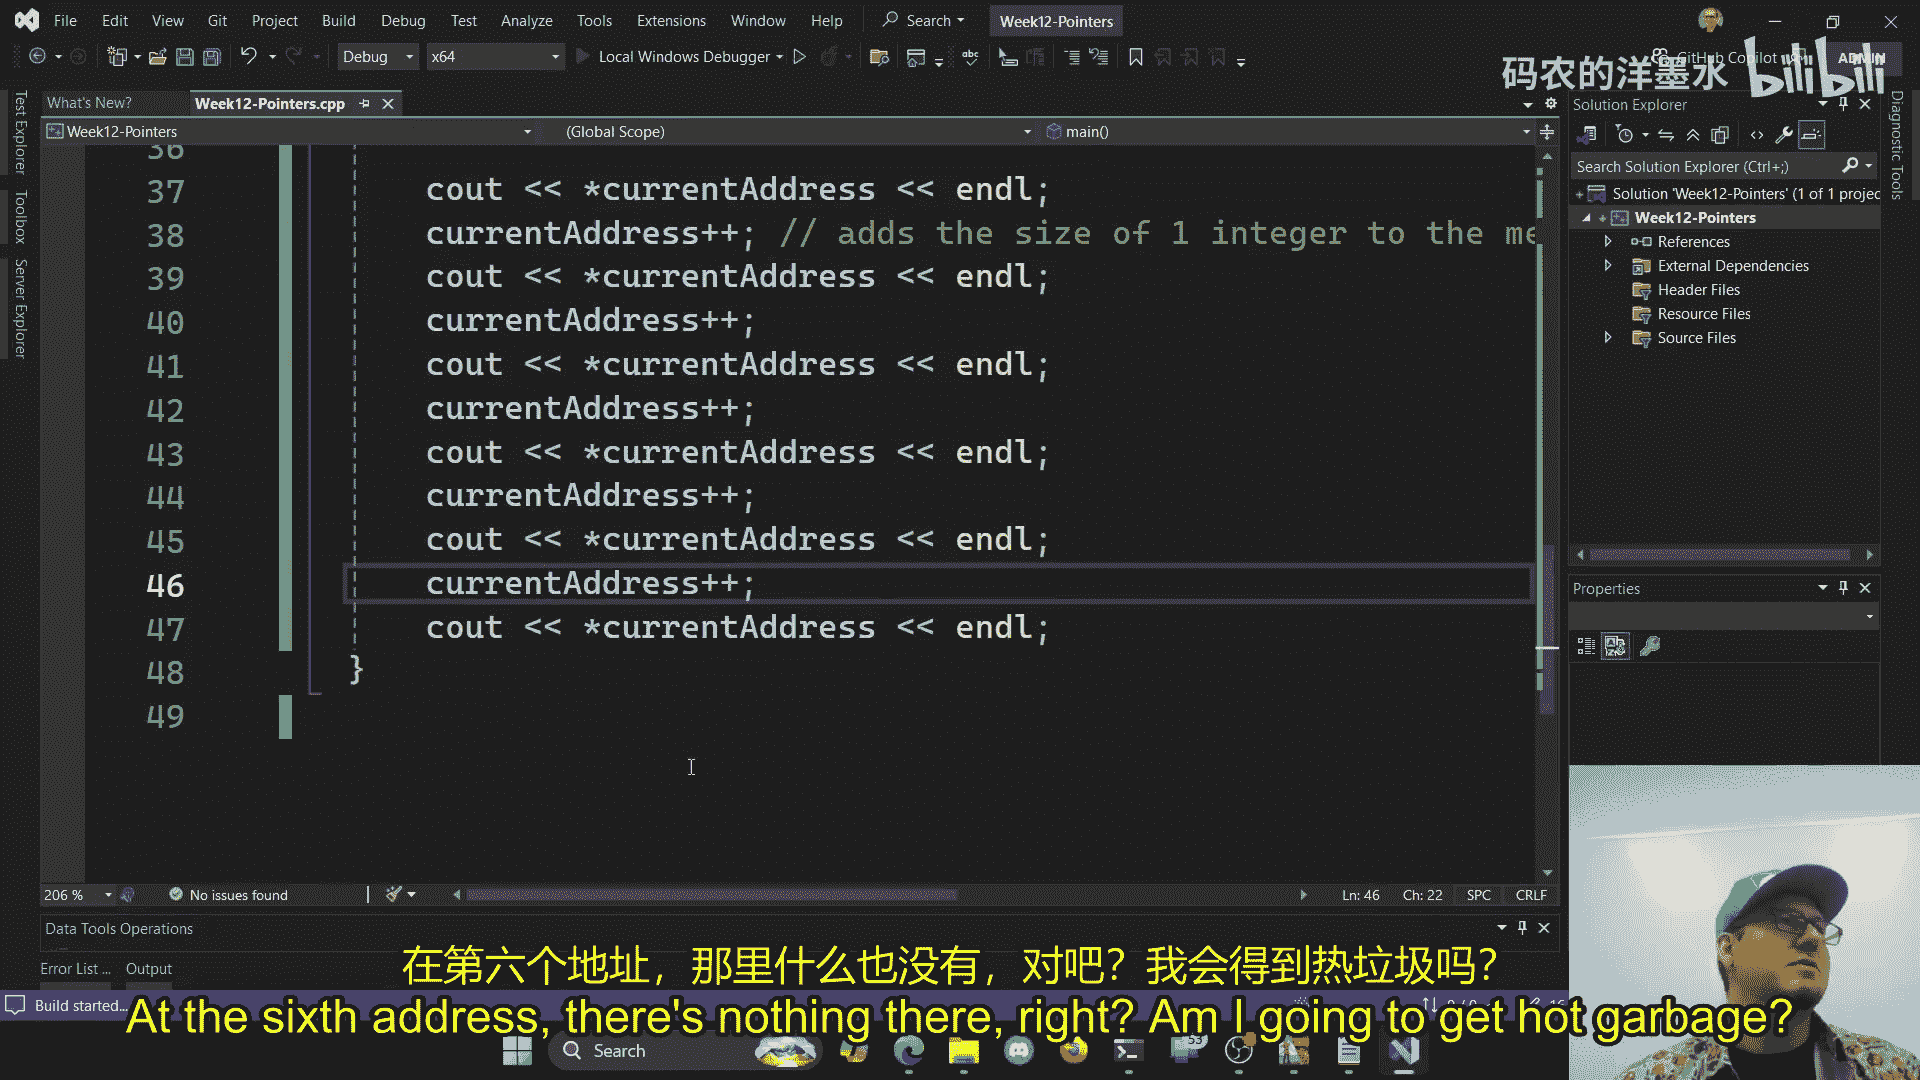 File Edit View Git Project Build Debug Test Analyze Tools Extensions Window Help Search Week12-Pointers
Debug x64 Local Windows Debugger GitHub Copilot ADMIN
码农的洋墨水 bilibili
What's New? Week12-Pointers.cpp
Week12-Pointers (Global Scope) main()
Test Explorer
Toolbox
Server Explorer
36
37 cout << *currentAddress << endl;
38 currentAddress++; // adds the size of 1 integer to the me
39 cout << *currentAddress << endl;
40 currentAddress++;
41 cout << *currentAddress << endl;
42 currentAddress++;
43 cout << *currentAddress << endl;
44 currentAddress++;
45 cout << *currentAddress << endl;
46 currentAddress++;
47 cout << *currentAddress << endl;
48 }
49
206 % No issues found Ln: 46 Ch: 22 SPC CRLF
Data Tools Operations
Error List ... Output
Build started...
Solution Explorer
Search Solution Explorer (Ctrl+;)
Solution 'Week12-Pointers' (1 of 1 projec
Week12-Pointers
References
External Dependencies
Header Files
Resource Files
Source Files
Properties
Diagnostic Tools
在第六个地址，那里什么也没有，对吧？我会得到热垃圾吗？
At the sixth address, there's nothing there, right? Am I going to get hot garbage?
Search
53